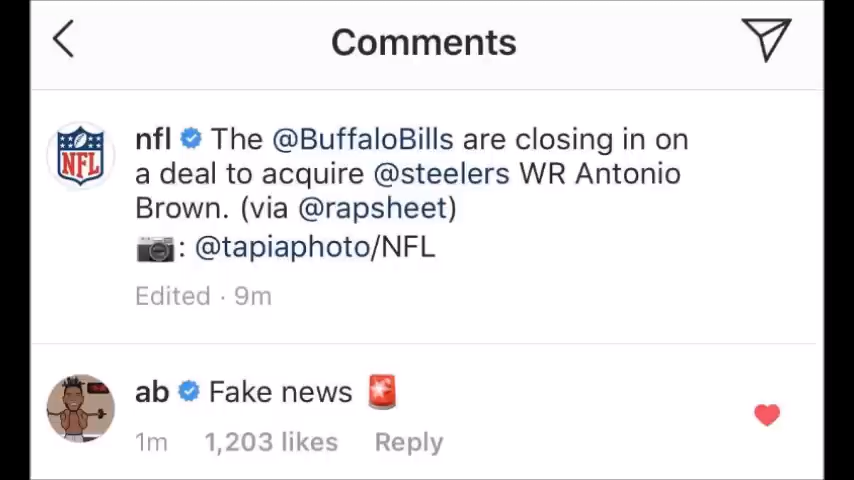 Comments
nfl The @BuffaloBills are closing in on
a deal to acquire @steelers WR Antonio
Brown. (via @rapsheet)
📷: @tapiaphoto/NFL
Edited · 9m
NFL
ab Fake news 🚨
1m 1,203 likes Reply